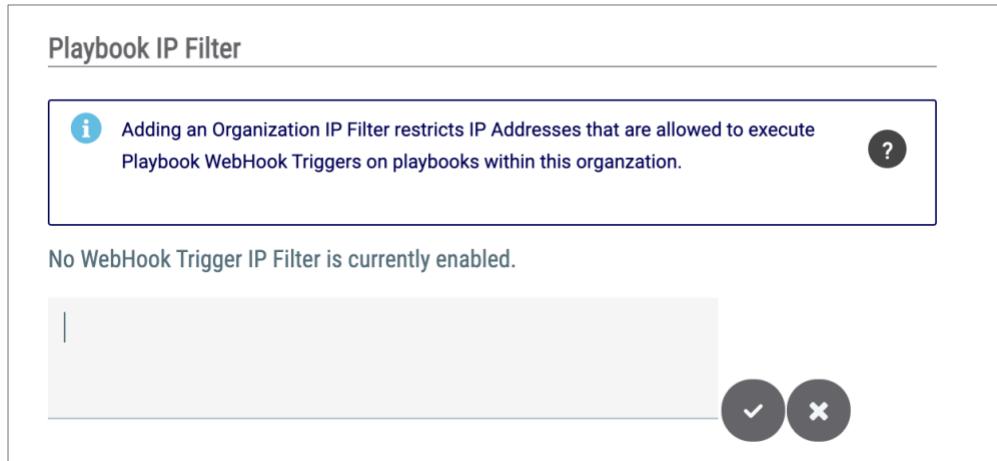 Playbook IP Filter
i
Adding an Organization IP Filter restricts IP Addresses that are allowed to execute
?
Playbook WebHook Triggers on playbooks within this organzation.
No WebHook Trigger IP Filter is currently enabled.